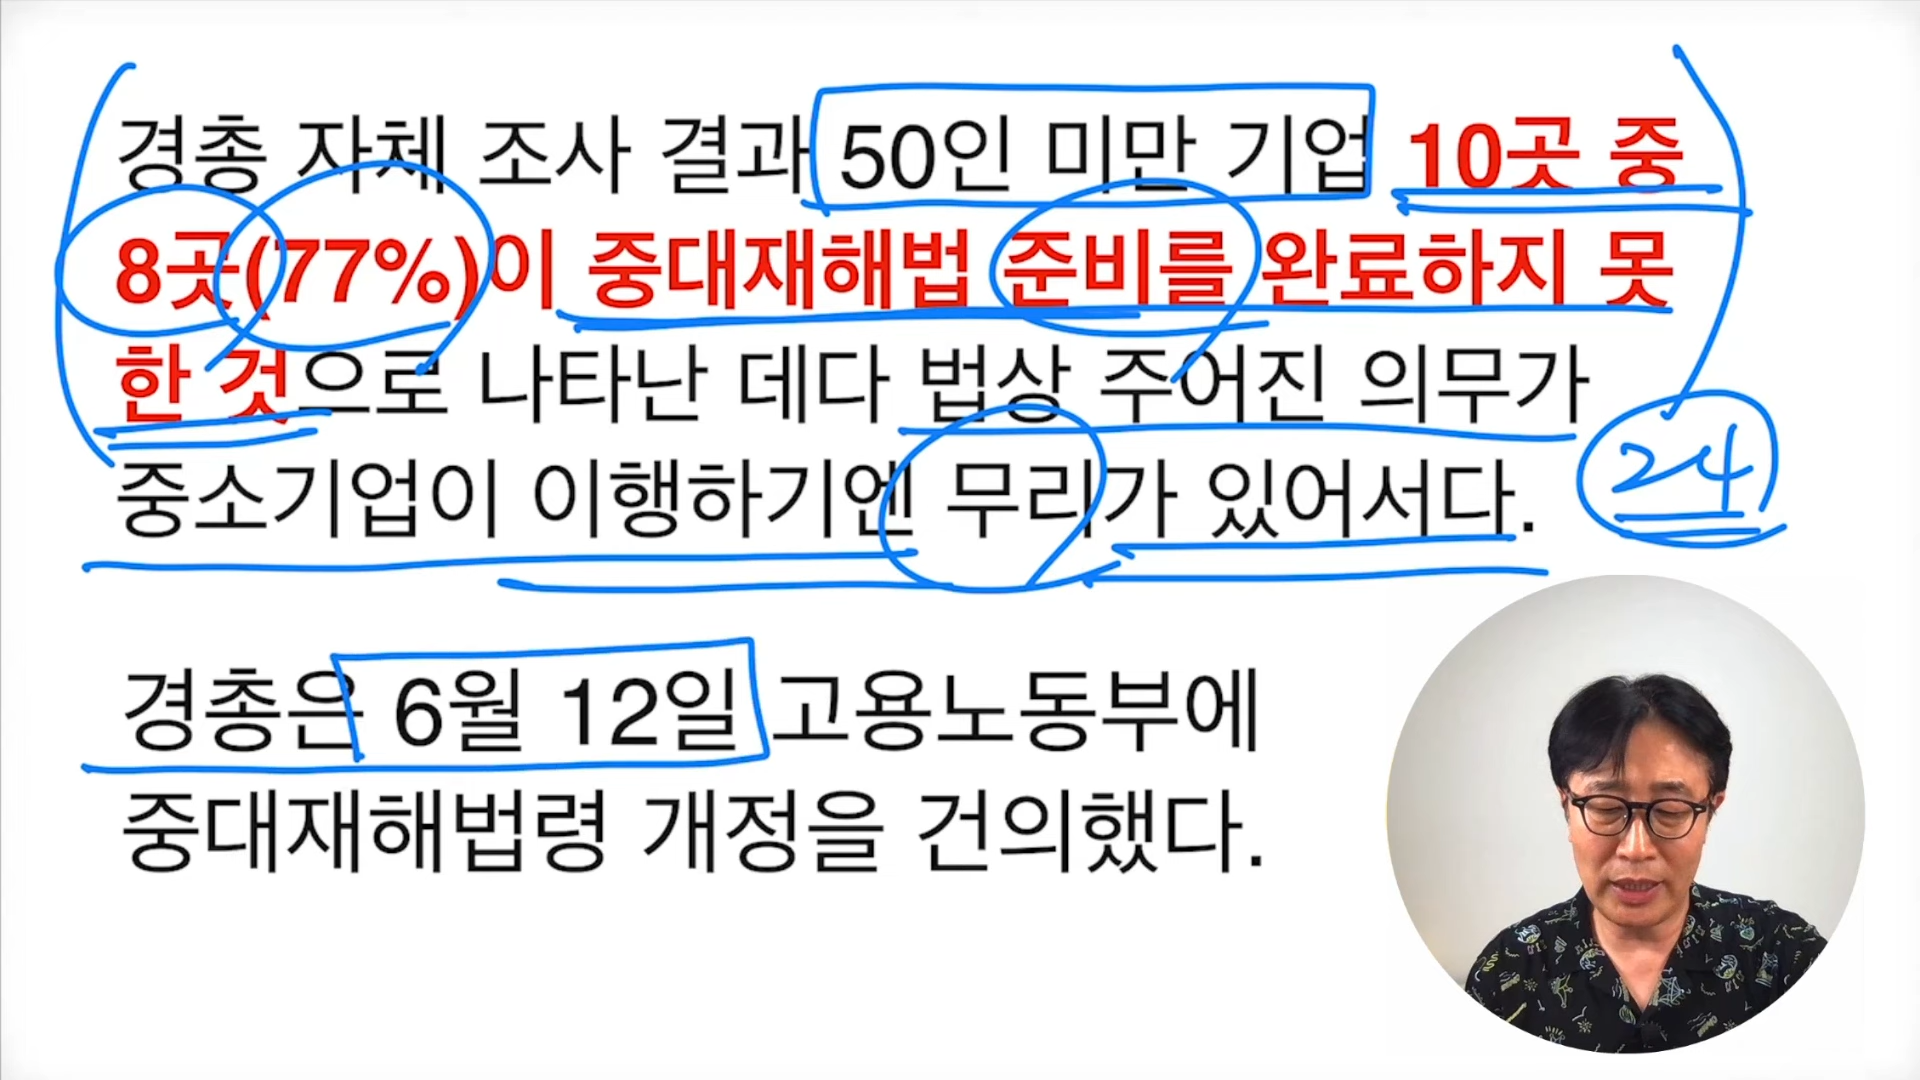 경총 자체 조사 결과 50인 미만 기업 10곳 중
8곳(77%)이 중대재해법 준비를 완료하지 못
한 것으로 나타난 데다 법상 주어진 의무가
중소기업이 이행하기엔 무리가 있어서다.
24
경총은 6월 12일 고용노동부에
중대재해법령 개정을 건의했다.